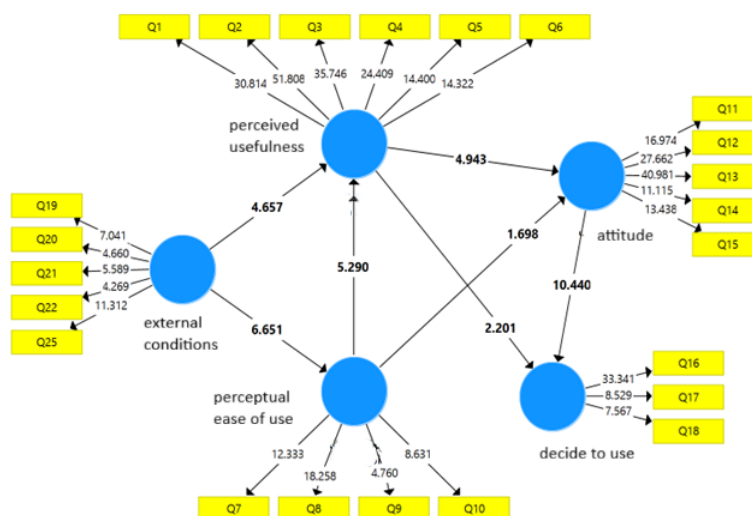 Q1
Q2
Q3
Q4
Q5
Q6
30.814
51.808
35.746
24.409
14.400
14.322
perceived
usefulness
Q11
Q12
Q13
Q14
Q15
16.974
27.662
40.981
11.115
13.438
attitude
4.943
4.657
5.290
1.698
Q19
Q20
Q21
Q22
Q25
7.041
4.660
5.589
4.269
11.312
external
conditions
6.651
2.201
10.440
perceptual
ease of use
Q16
Q17
Q18
33.341
8.529
7.567
decide to use
12.333
18.258
4.760
8.631
Q7
Q8
Q9
Q10